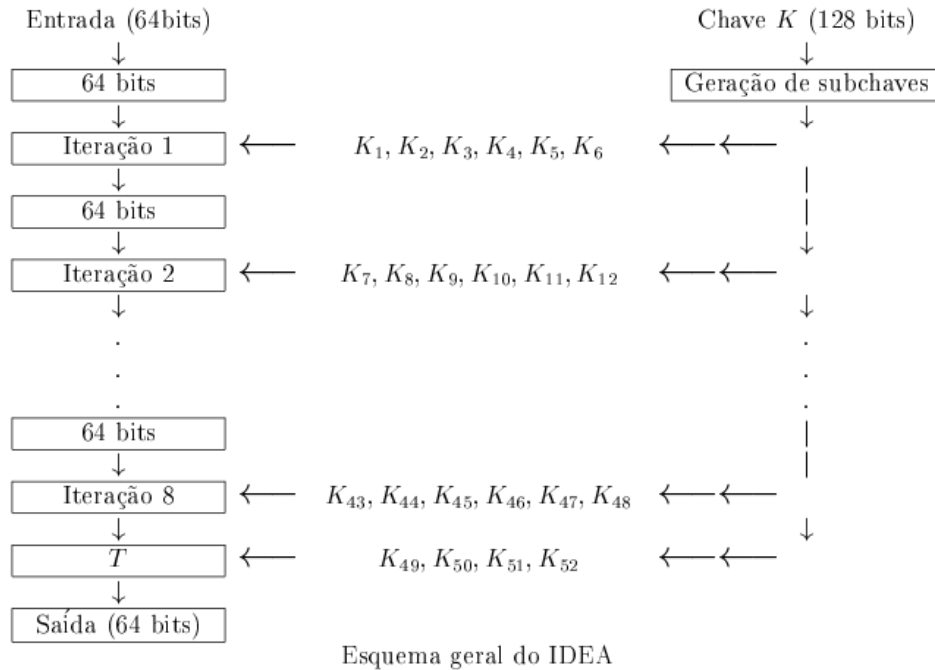 Entrada (64bits)
Chave K (128 bits)
64 bits
Geração de subchaves
Iteração 1
K1, K2, K3, K4, K5, K6
64 bits
Iteração 2
K7, K8, K9, K10, K11, K12
.
.
.
.
.
.
64 bits
Iteração 8
K43, K44, K45, K46, K47, K48
T
K49, K50, K51, K52
Saída (64 bits)
Esquema geral do IDEA